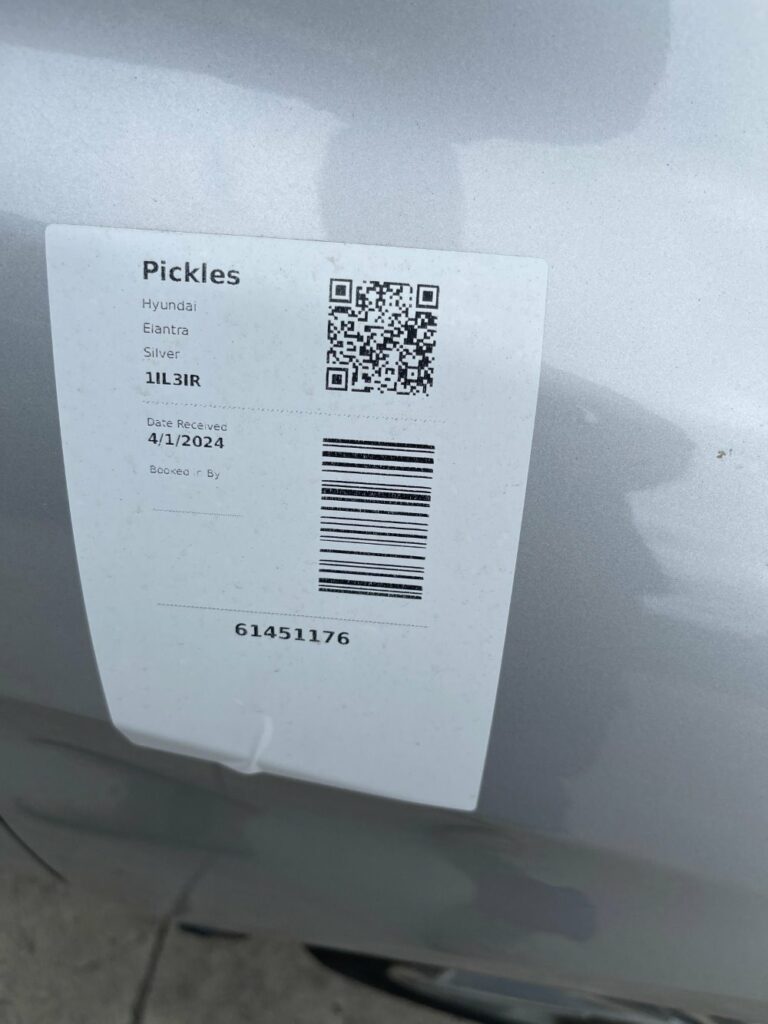 Pickles
Hyundai
Elantra
Silver
1IL3IR
Date Received
4/1/2024
Booked In By
61451176